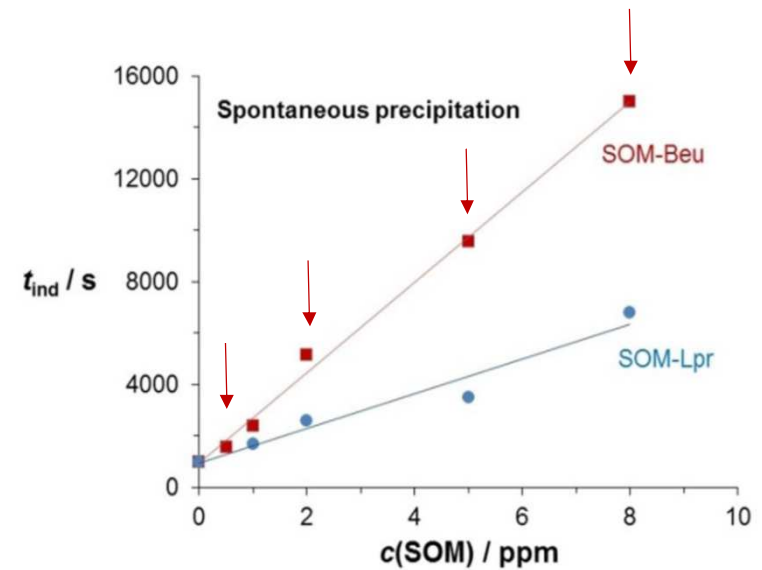 16000
Spontaneous precipitation
SOM-Beu
12000
t_ind / s
8000
SOM-Lpr
4000
0
0 2 4 6 8 10
c(SOM) / ppm